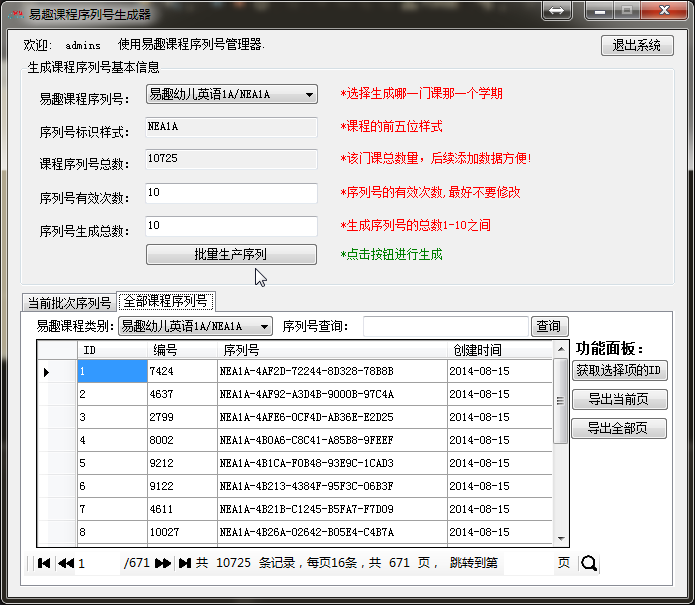 易趣课程序列号生成器
欢迎: admins 使用易趣课程序列号管理器. 退出系统
生成课程序列号基本信息
易趣课程序列号: 易趣幼儿英语1A/NEA1A *选择生成哪一门课那一个学期
序列号标识样式: NEA1A *课程的前五位样式
课程序列号总数: 10725 *该门课总数量，后续添加数据方便!
序列号有效次数: 10 *序列号的有效次数,最好不要修改
序列号生成总数: 10 *生成序列号的总数1-10之间
批量生产序列 *点击按钮进行生成
当前批次序列号 全部课程序列号
易趣课程类别: 易趣幼儿英语1A/NEA1A 序列号查询: 查询
功能面板:
获取选择项的ID
导出当前页
导出全部页
ID 编号 序列号 创建时间
1 7424 NEA1A-4AF2D-72244-8D328-78B8B 2014-08-15
2 4637 NEA1A-4AF92-A3D4B-9000B-97C4A 2014-08-15
3 2799 NEA1A-4AFE6-0CF4D-AB36E-E2D25 2014-08-15
4 8002 NEA1A-4B0A6-C8C41-A85B8-9FEEF 2014-08-15
5 9212 NEA1A-4B1CA-F0B48-93E9C-1CAD3 2014-08-15
6 9122 NEA1A-4B213-4384F-95F3C-06B3F 2014-08-15
7 4611 NEA1A-4B21B-C1245-B5FA7-F7D09 2014-08-15
8 10027 NEA1A-4B26A-02642-B05E4-C4B7A 2014-08-15
1 /671 共 10725 条记录，每页16条，共 671 页， 跳转到第 页